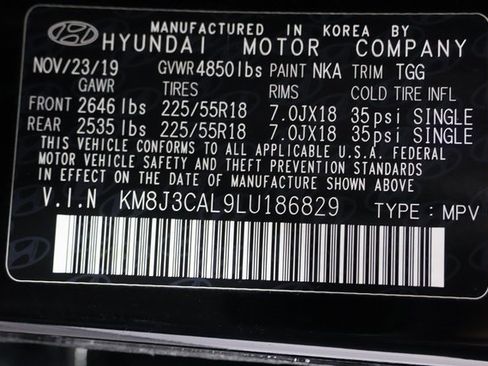 MANUFACTURED IN KOREA BY
HYUNDAI MOTOR COMPANY
NOV/23/19 GVWR 4850lbs PAINT NKA TRIM TGG
GAWR TIRES RIMS COLD TIRE INFL
FRONT 2646 lbs 225/55R18 7.0JX18 35psi SINGLE
REAR 2535 lbs 225/55R18 7.0JX18 35psi SINGLE
THIS VEHICLE CONFORMS TO ALL APPLICABLE U.S.A. FEDERAL
MOTOR VEHICLE SAFETY AND THEFT PREVENTION STANDARDS
IN EFFECT ON THE DATE OF MANUFACTURE SHOWN ABOVE.
V.I.N KM8J3CAL9LU186829 TYPE : MPV